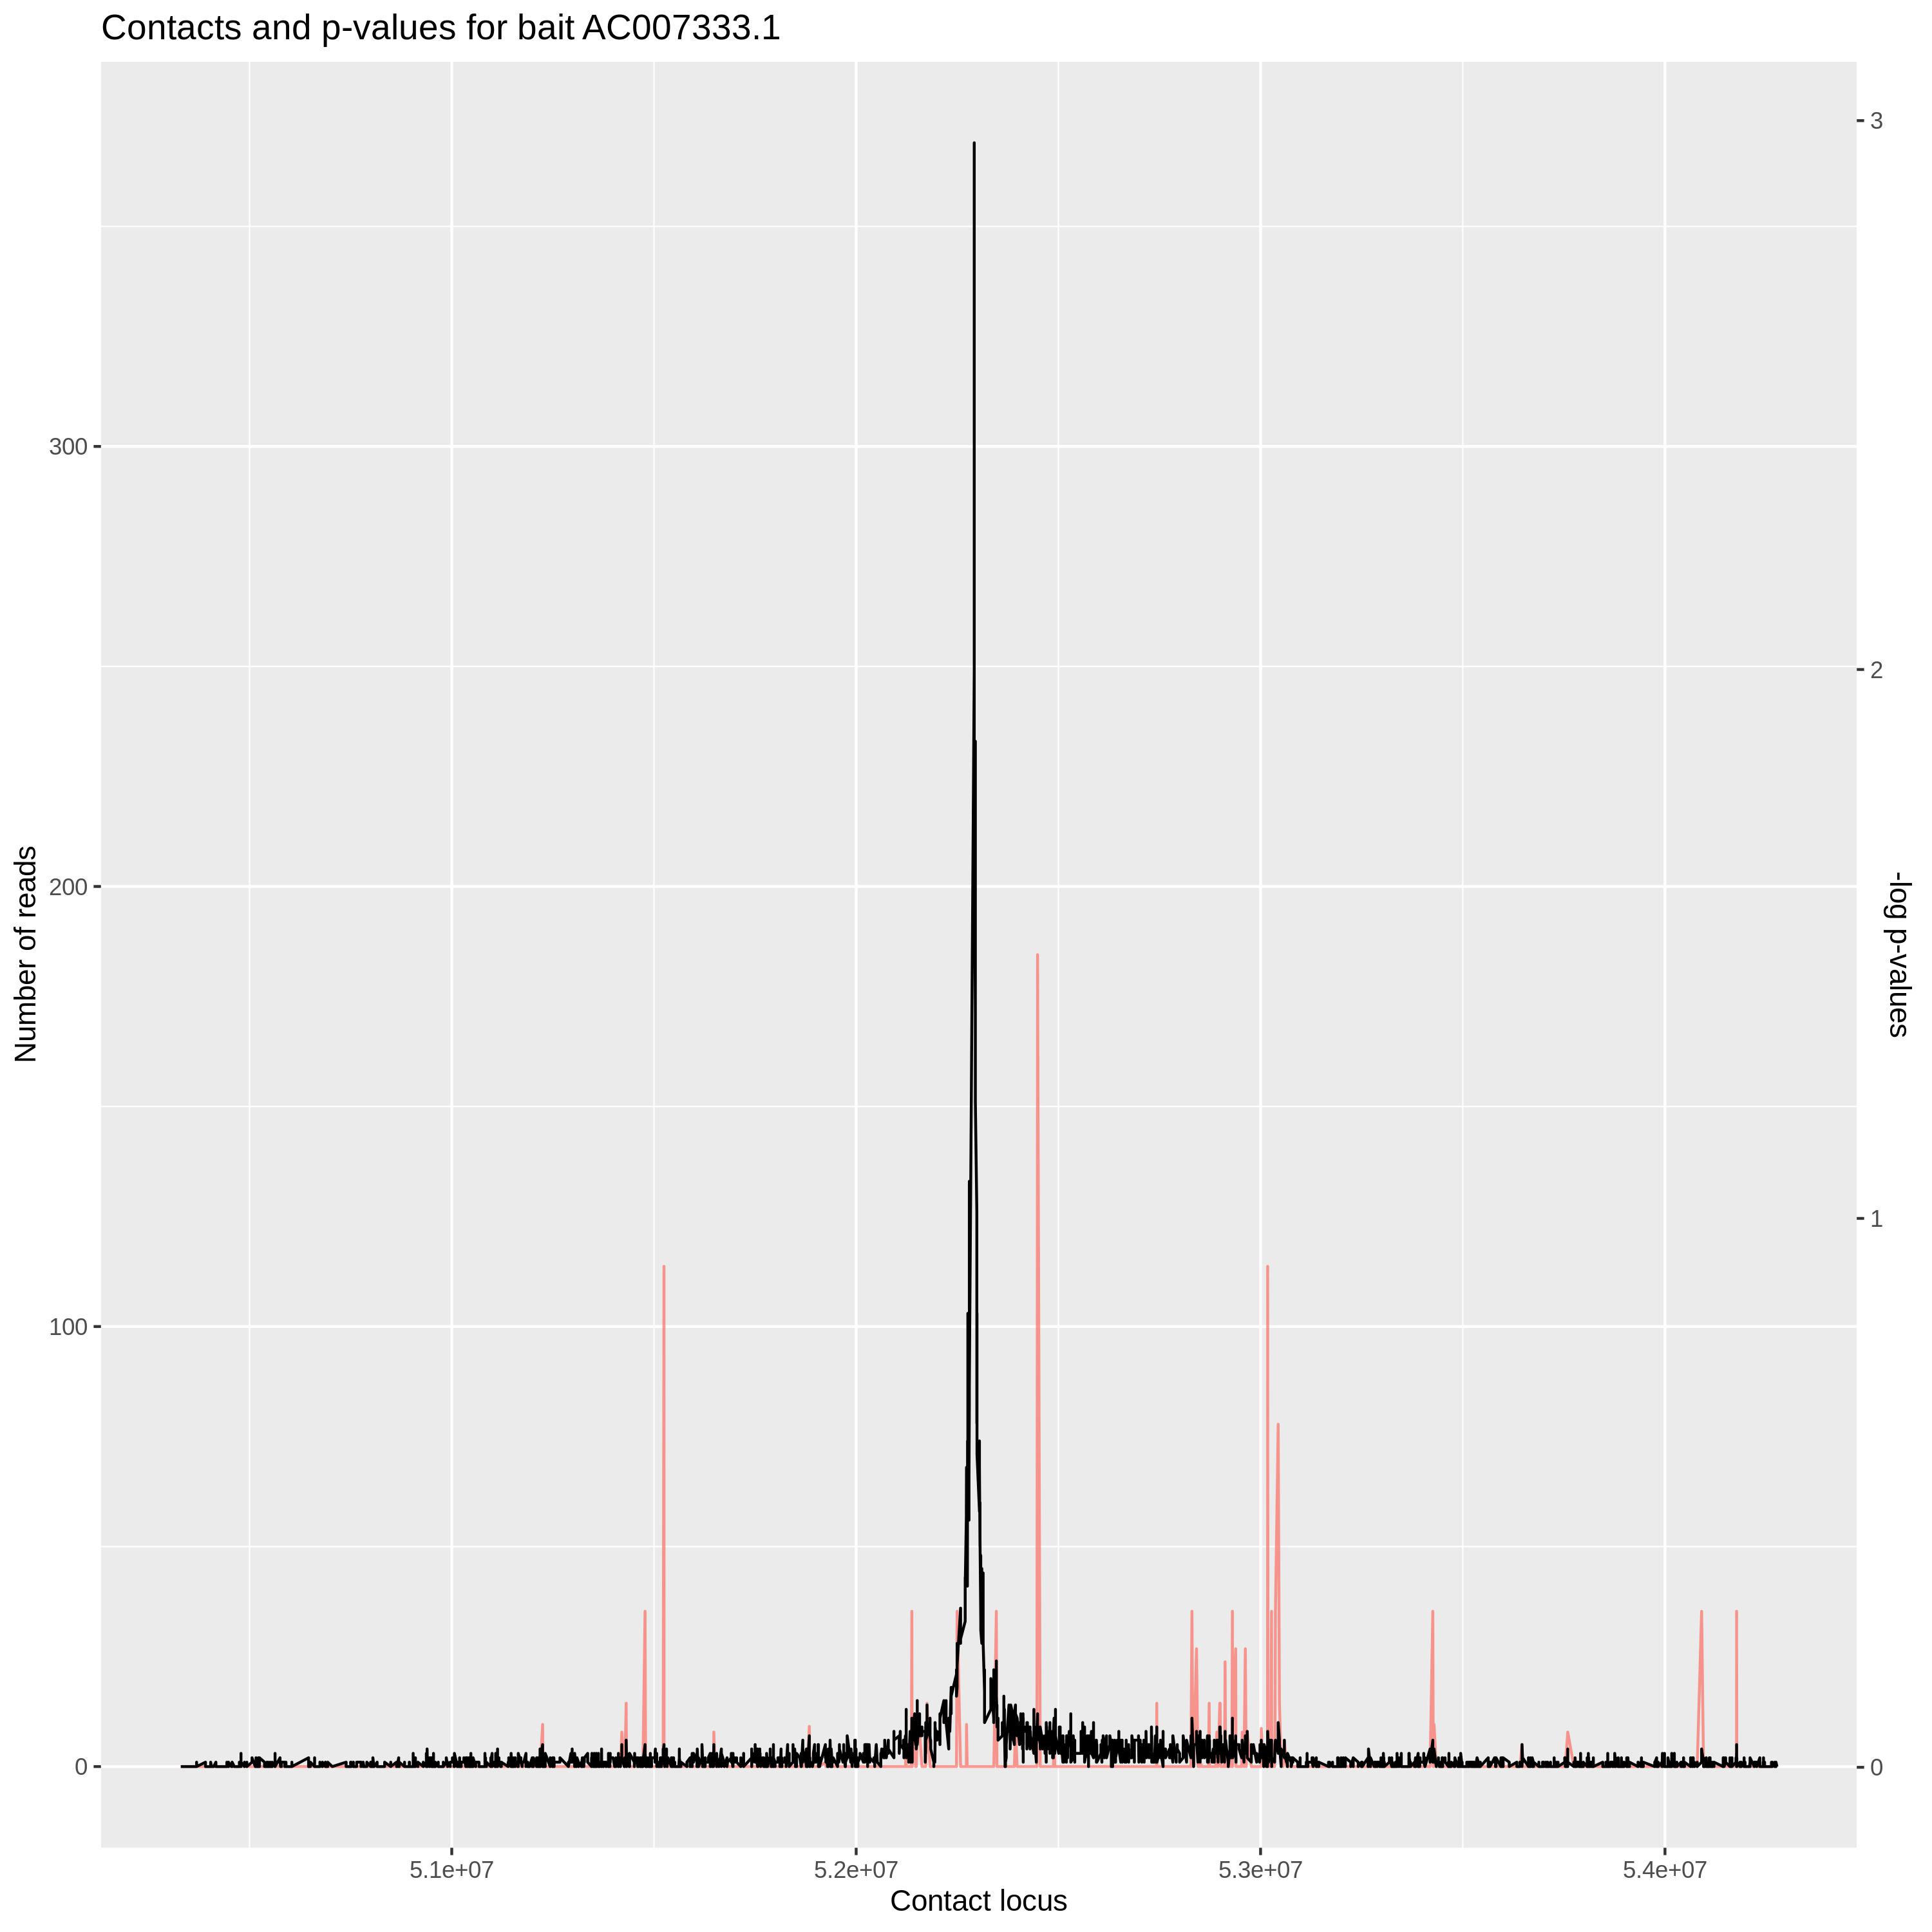 Contacts and p-values for bait AC007333.1
3
300
2
Number of reads
200
-log p-values
1
100
0
0
5.1e+07
5.2e+07
5.3e+07
5.4e+07
Contact locus